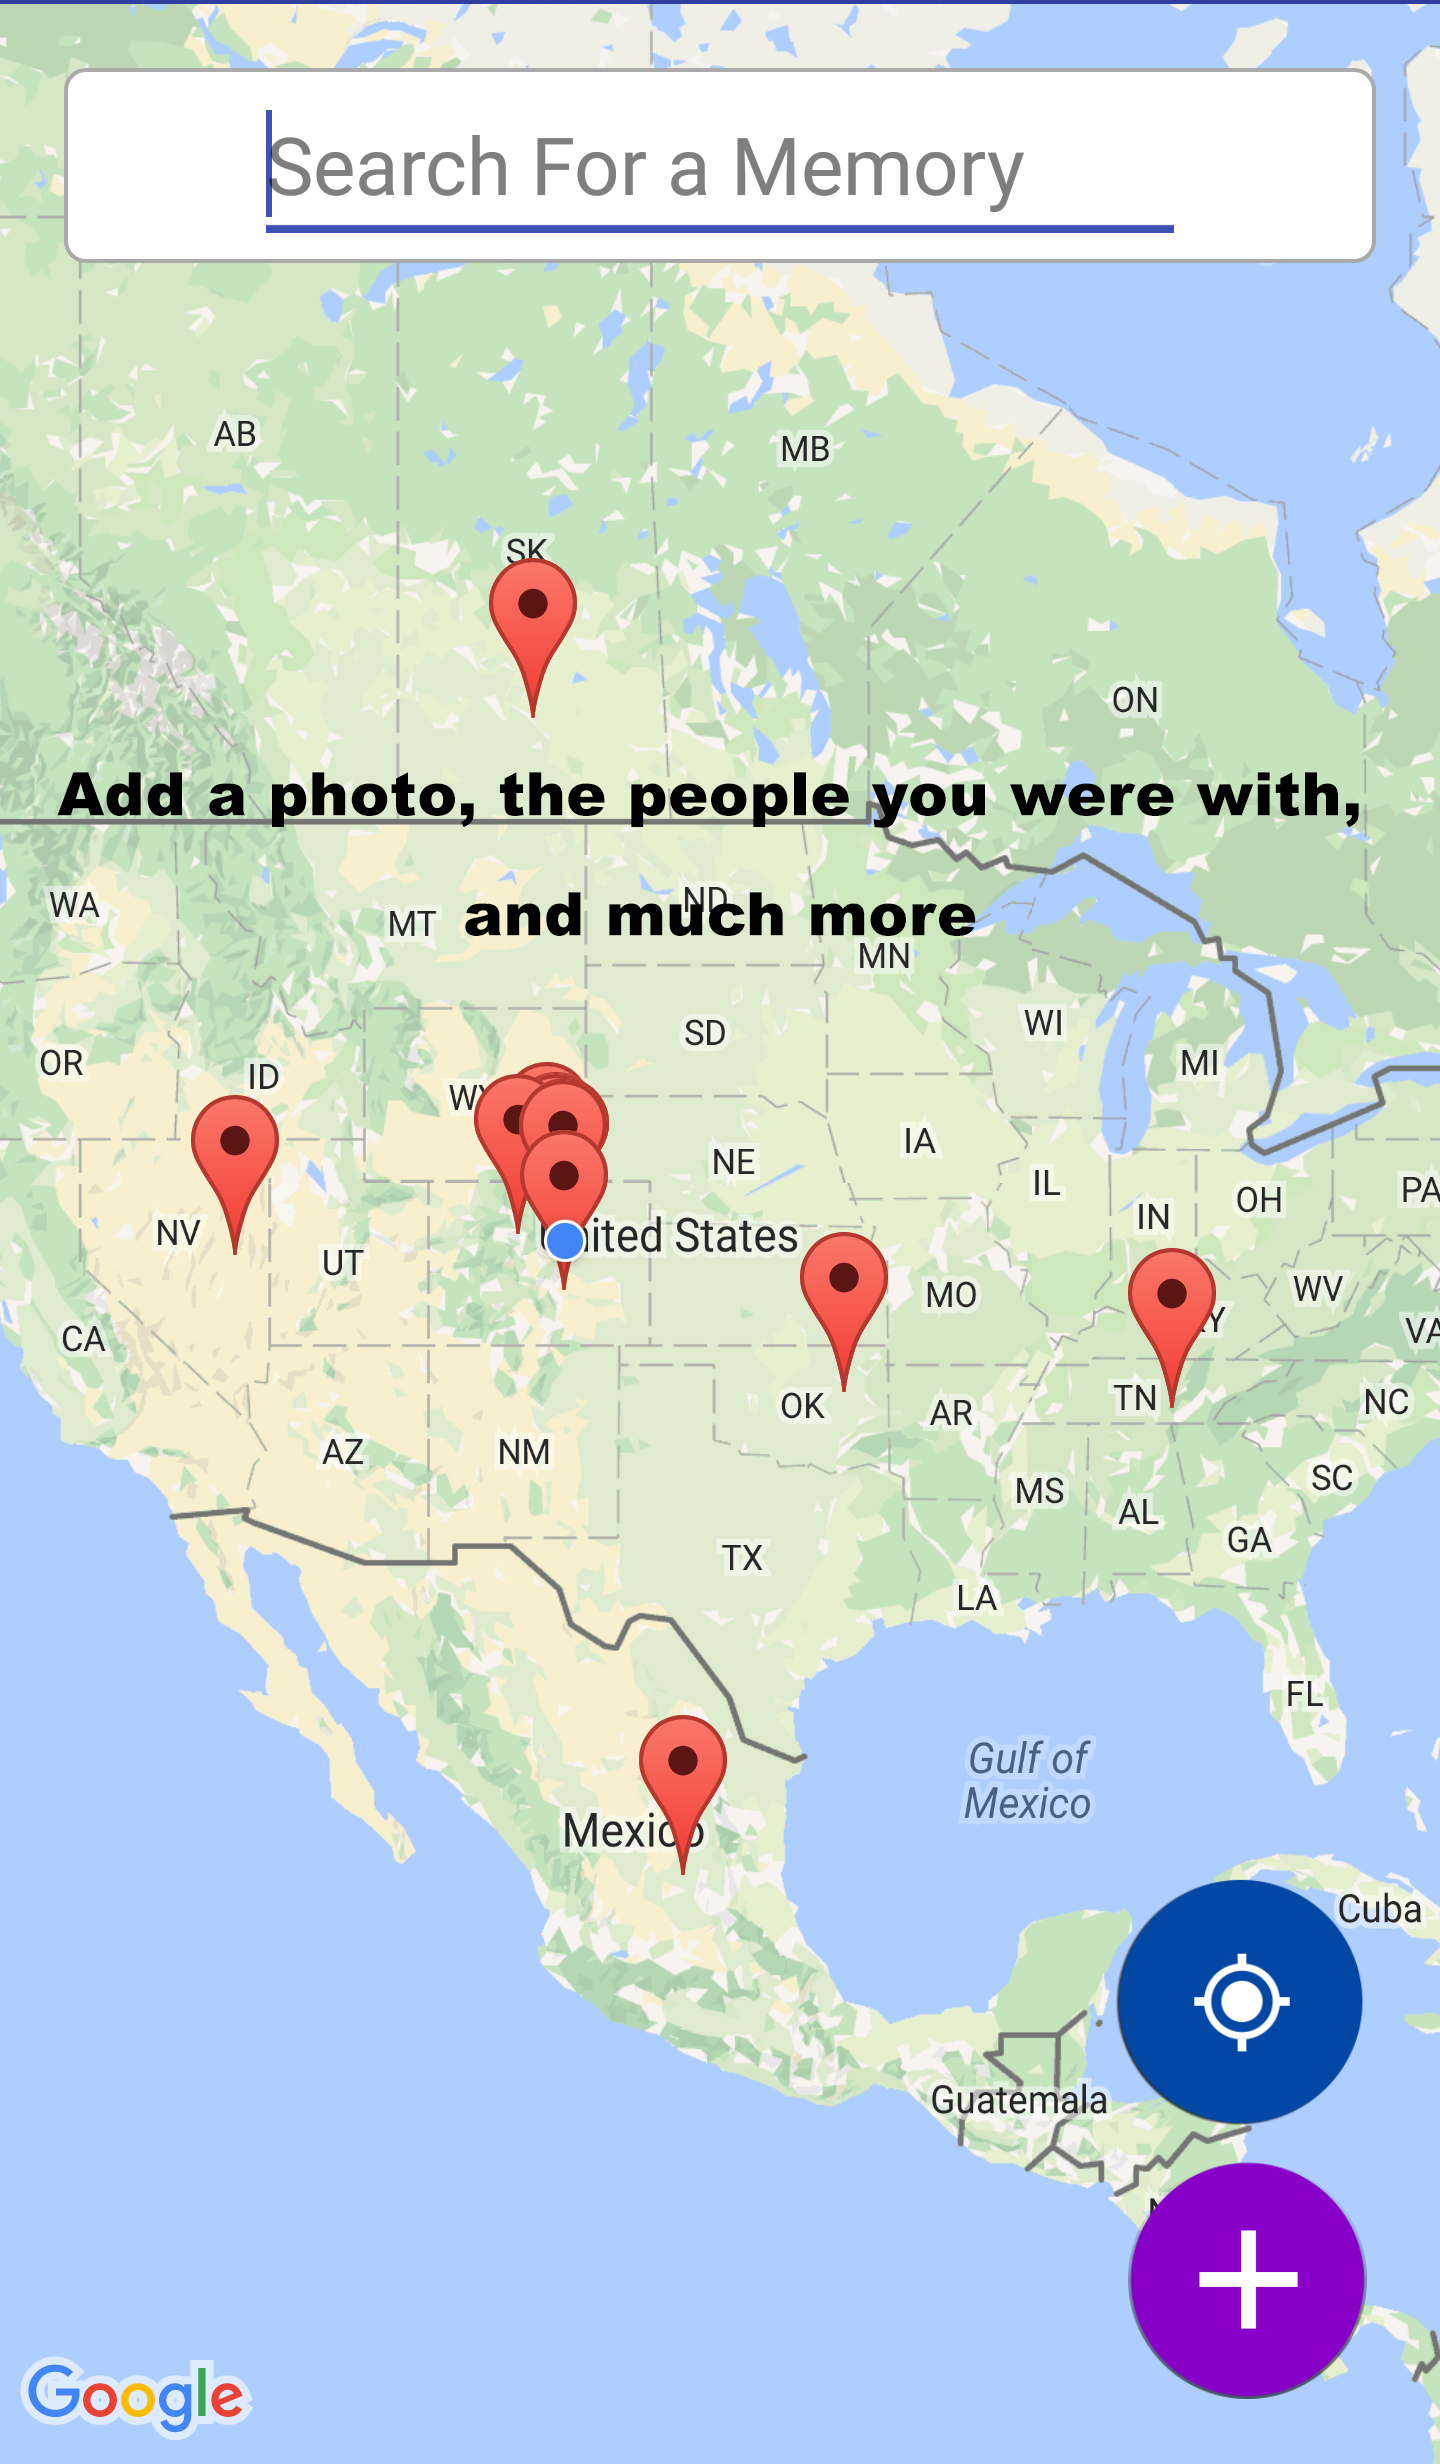 Search For a Memory
AB
MB
SK
ON
Add a photo, the people you were with,
and much more
WA
MT
ND
MN
OR
ID
WY
SD
WI
MI
NV
UT
NE
IA
IL
IN
OH
PA
United States
CA
MO
WV
VA
OK
AR
TN
NC
AZ
NM
MS
AL
SC
GA
TX
LA
FL
Gulf of
Mexico
Mexico
Cuba
Guatemala
Google